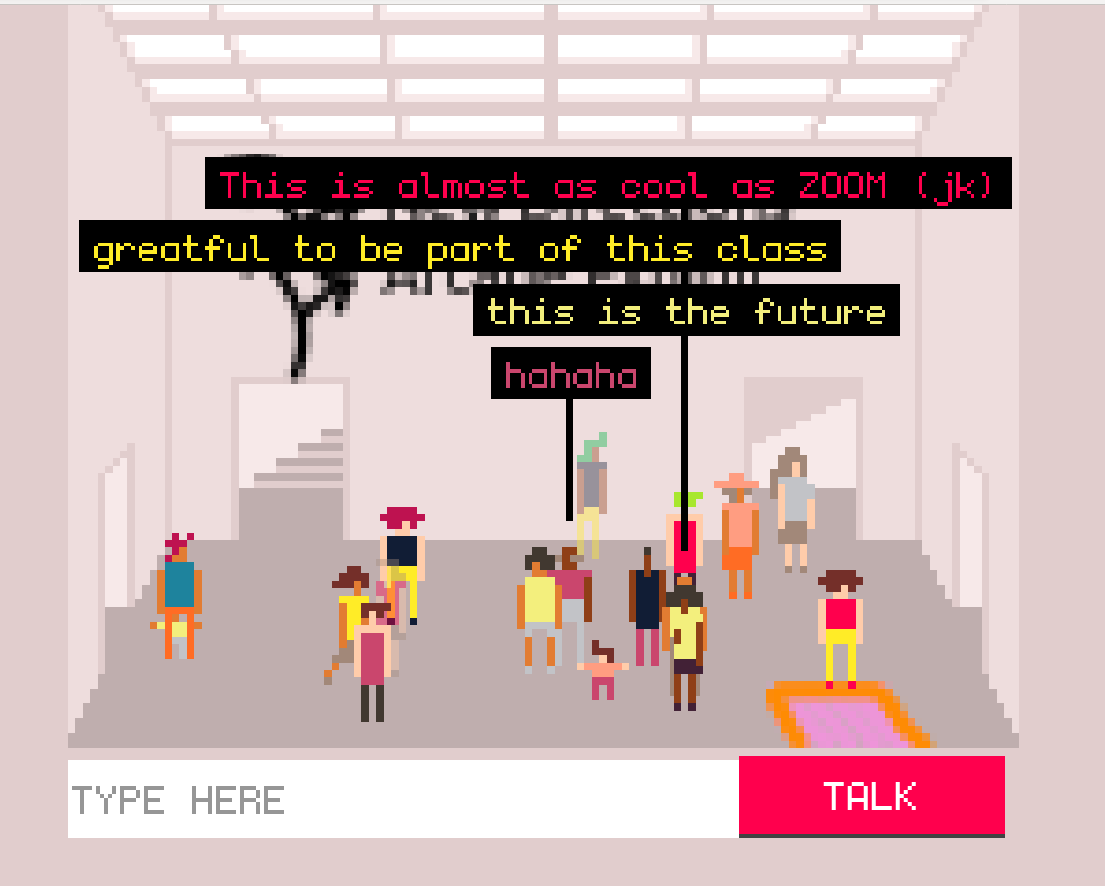 This is almost as cool as ZOOM (jk)
greatful to be part of this class
this is the future
hahaha
TYPE HERE
TALK